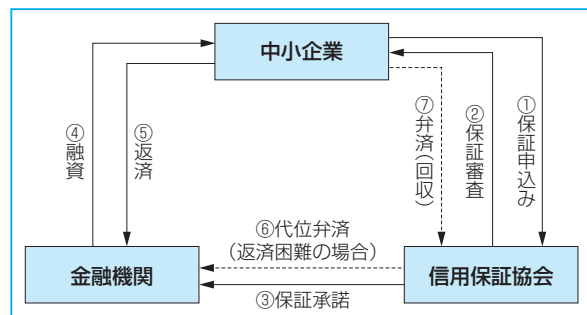 中小企業
④融資
⑤返済
⑦弁済(回収)
②保証審査
①保証申込み
⑥代位弁済
(返済困難の場合)
金融機関
信用保証協会
③保証承諾